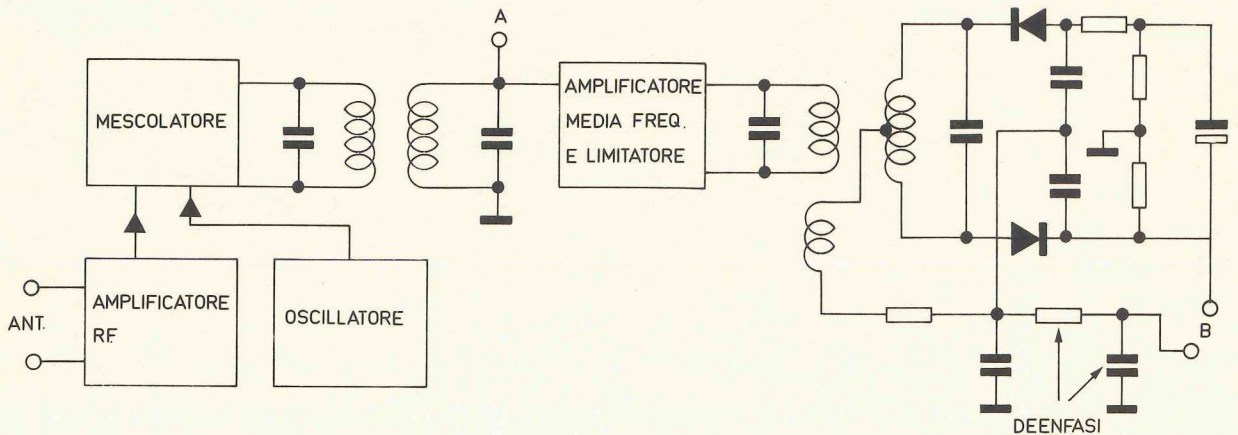 A
MESCOLATORE
AMPLIFICATORE
MEDIA FREQ.
E LIMITATORE
ANT.
AMPLIFICATORE
RF.
OSCILLATORE
B
DEENFASI